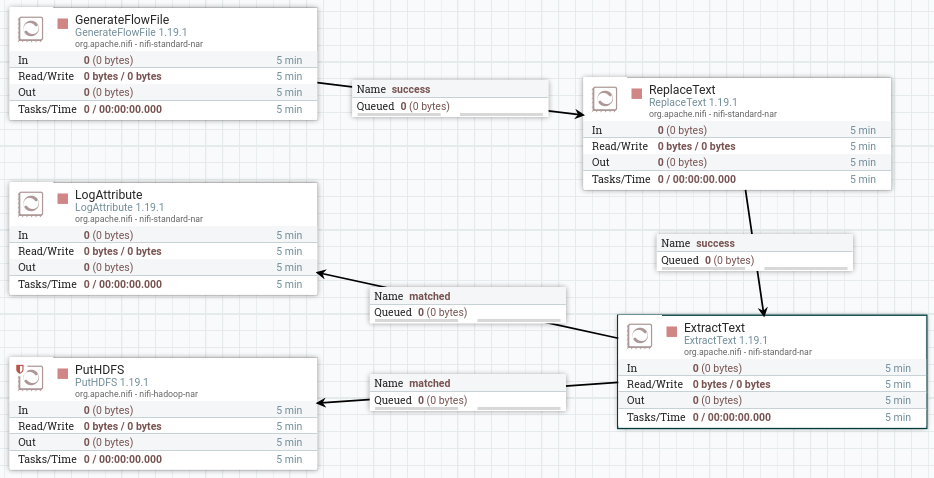 GenerateFlowFile
GenerateFlowFile 1.19.1
org.apache.nifi - nifi-standard-nar
In 0 (0 bytes) 5 min
Read/Write 0 bytes / 0 bytes 5 min
Out 0 (0 bytes) 5 min
Tasks/Time 0 / 00:00:00.000 5 min
Name success
Queued 0 (0 bytes)
ReplaceText
ReplaceText 1.19.1
org.apache.nifi - nifi-standard-nar
In 0 (0 bytes) 5 min
Read/Write 0 bytes / 0 bytes 5 min
Out 0 (0 bytes) 5 min
Tasks/Time 0 / 00:00:00.000 5 min
LogAttribute
LogAttribute 1.19.1
org.apache.nifi - nifi-standard-nar
In 0 (0 bytes) 5 min
Read/Write 0 bytes / 0 bytes 5 min
Out 0 (0 bytes) 5 min
Tasks/Time 0 / 00:00:00.000 5 min
Name success
Queued 0 (0 bytes)
Name matched
Queued 0 (0 bytes)
ExtractText
ExtractText 1.19.1
org.apache.nifi - nifi-standard-nar
In 0 (0 bytes) 5 min
Read/Write 0 bytes / 0 bytes 5 min
Out 0 (0 bytes) 5 min
Tasks/Time 0 / 00:00:00.000 5 min
Name matched
Queued 0 (0 bytes)
PutHDFS
PutHDFS 1.19.1
org.apache.nifi - nifi-hadoop-nar
In 0 (0 bytes) 5 min
Read/Write 0 bytes / 0 bytes 5 min
Out 0 (0 bytes) 5 min
Tasks/Time 0 / 00:00:00.000 5 min